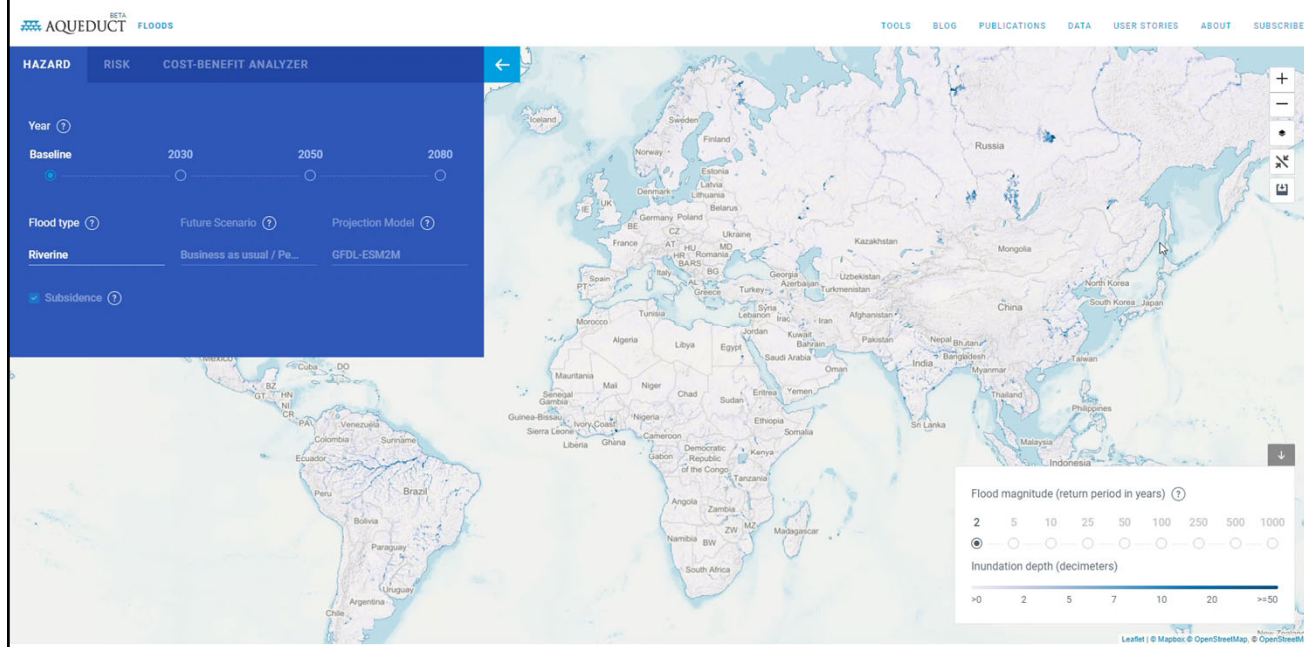 BETA
AQUEDUCT FLOODS
TOOLS BLOG PUBLICATIONS DATA USER STORIES ABOUT SUBSCRIBE
HAZARD RISK COST-BENEFIT ANALYZER
Year ?
Baseline 2030 2050 2080
Flood type ? Future Scenario ? Projection Model ?
Riverine Business as usual / Pe... GFDL-ESM2M
Subsidence ?
Iceland
Sweden
Finland
Russia
Norway
Estonia
Latvia
Denmark
Lithuania
IE UK
Belarus
Germany Poland
BE
CZ
Ukraine
France AT HU MD
Kazakhstan
Mongolia
HR Romania
BA RS
BG
Georgia
Uzbekistan
Spain Italy
Azerbaijan
Turkmenistan
North Korea
PT
AL
Greece
Turkey
South Korea Japan
Syria
China
Tunisia
Lebanon Iraq Iran Afghanistan
Morocco
Jordan Kuwait
Algeria Libya Egypt
Bahrain
Pakistan
Nepal Bhutan
Saudi Arabia
Bangladesh
Taiwan
Mexico
Cuba DO
Oman
India
Myanmar
Mauritania
BZ
GT HN
Mali Niger Chad
Eritrea Yemen
Thailand
Senegal
Gambia
Sudan
NI
Philippines
CR
PA Venezuela
Guinea-Bissau
Ivory Coast
Nigeria
Ethiopia
Sri Lanka
Colombia
Suriname
Sierra Leone
Liberia Ghana
Cameroon
Somalia
Malaysia
Ecuador
Gabon
Democratic
Republic
of the Congo
Kenya
Indonesia
Tanzania
Peru
Brazil
Angola
Zambia
Bolivia
ZW MZ
Madagascar
Namibia BW
Paraguay
South Africa
Uruguay
Argentina
Chile
New Zealand
Flood magnitude (return period in years) ?
2 5 10 25 50 100 250 500 1000
Inundation depth (decimeters)
>0 2 5 7 10 20 >=50
Leaflet | © Mapbox © OpenStreetMap, © OpenStreetM